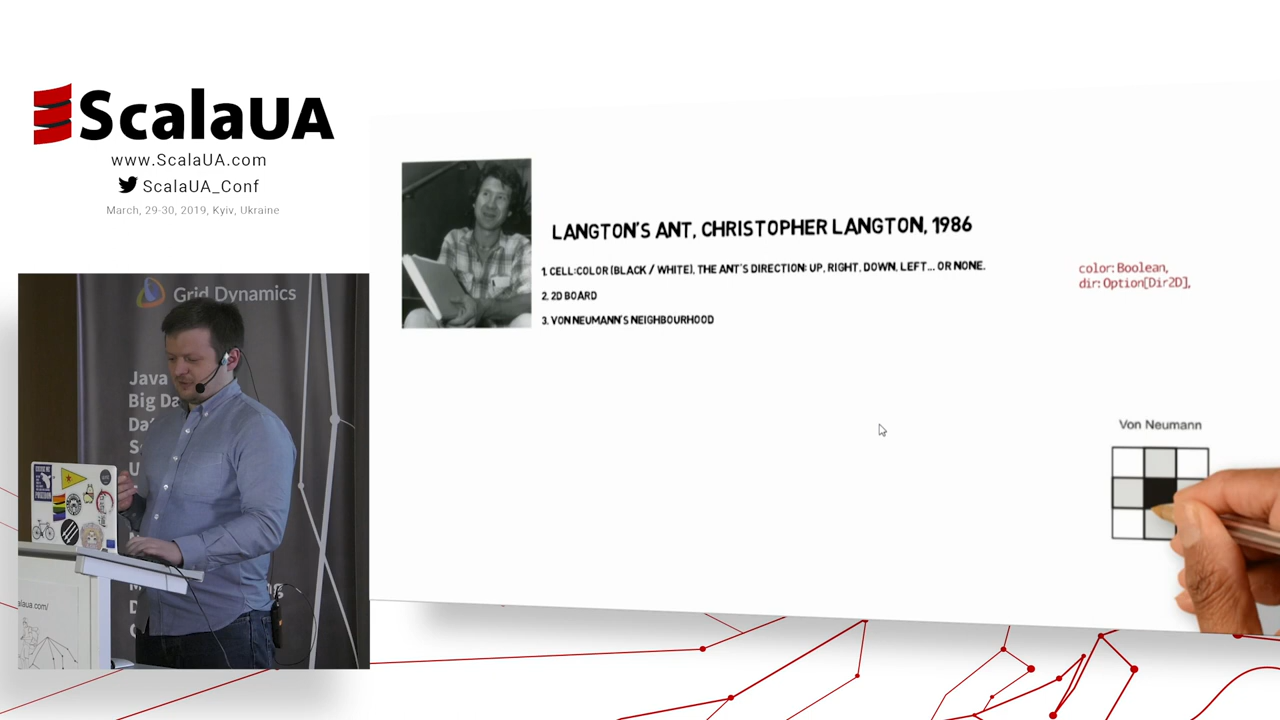 ScalaUA
www.ScalaUA.com
ScalaUA_Conf
March, 29-30, 2019, Kyiv, Ukraine
Grid Dynamics
Java
Big Da
LANGTON'S ANT, CHRISTOPHER LANGTON, 1986
1. CELL:COLOR (BLACK / WHITE), THE ANT'S DIRECTION: UP, RIGHT, DOWN, LEFT... OR NONE.
2. 2D BOARD
3. VON NEUMANN'S NEIGHBOURHOOD
color: Boolean,
dir: Option[Dir2D],
Von Neumann